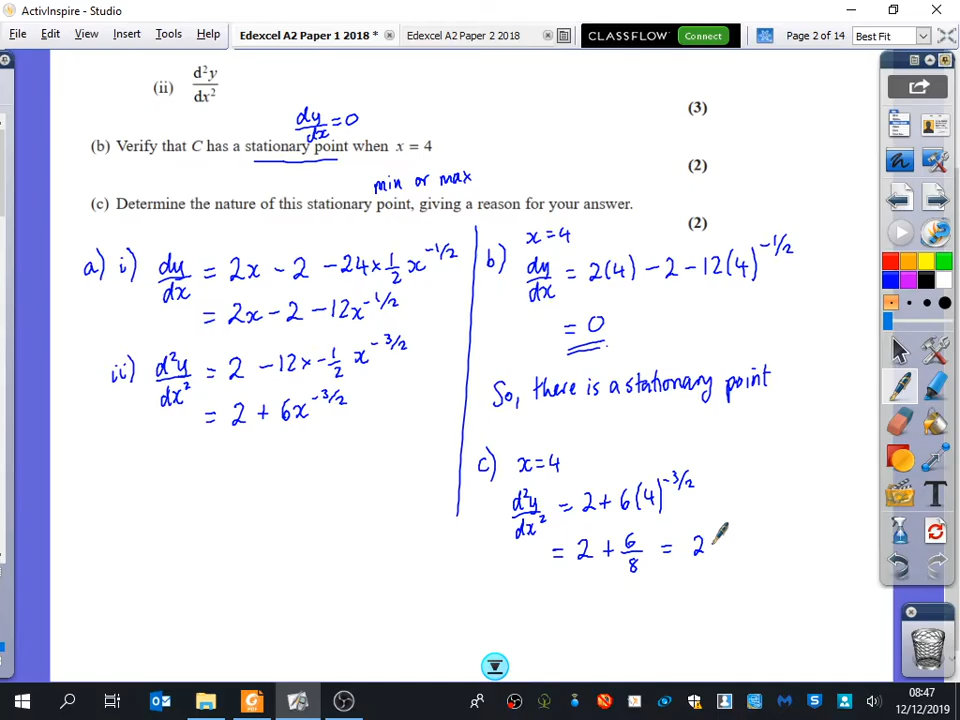 ActivInspire - Studio
File Edit View Insert Tools Help
Edexcel A2 Paper 1 2018 *
Edexcel A2 Paper 2 2018
CLASSFLOW Connect
Page 2 of 14
Best Fit
(ii) d²y/dx²
(3)
dy/dx = 0
(b) Verify that C has a stationary point when x = 4
(2)
min or max
(c) Determine the nature of this stationary point, giving a reason for your answer.
(2)
a) i) dy/dx = 2x - 2 - 24 × 1/2 x^(-1/2)
= 2x - 2 - 12x^(-1/2)
ii) d²y/dx² = 2 - 12 × -1/2 x^(-3/2)
= 2 + 6x^(-3/2)
b) x = 4
dy/dx = 2(4) - 2 - 12(4)^(-1/2)
= 0
So, there is a stationary point
c) x = 4
d²y/dx² = 2 + 6(4)^(-3/2)
= 2 + 6/8 = 2
08:47
12/12/2019